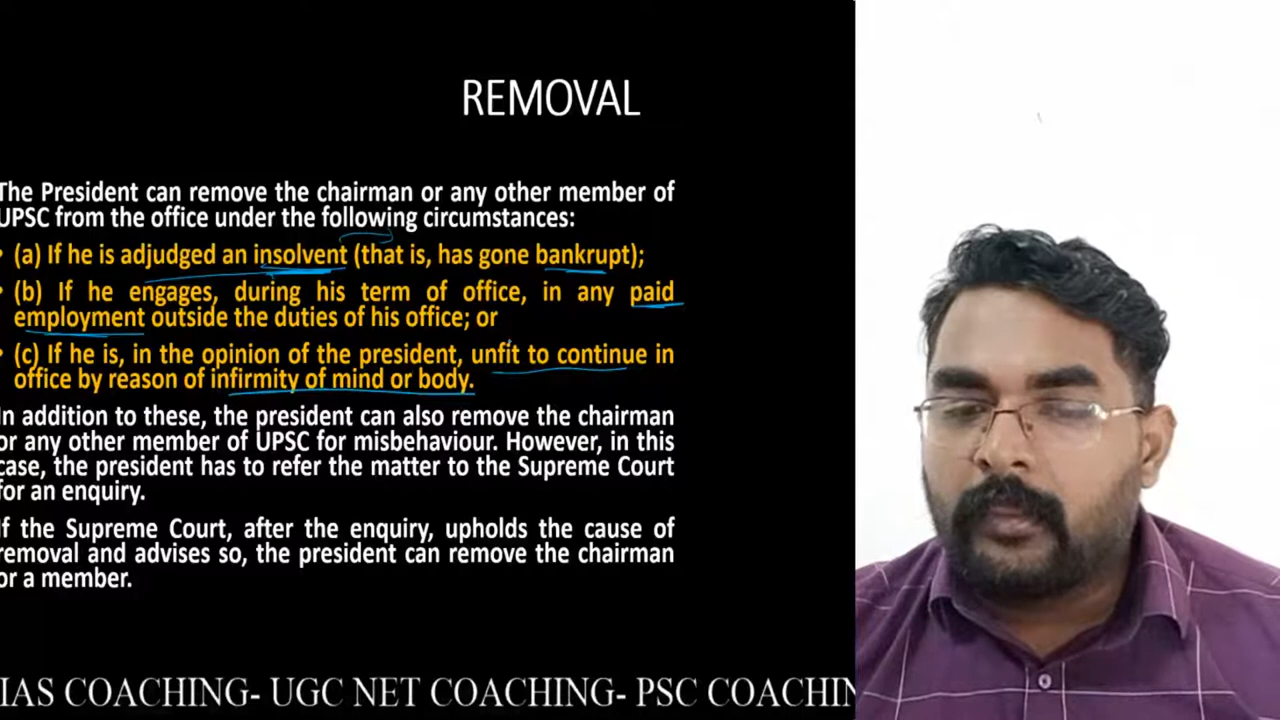 REMOVAL
The President can remove the chairman or any other member of
UPSC from the office under the following circumstances:
• (a) If he is adjudged an insolvent (that is, has gone bankrupt);
• (b) If he engages, during his term of office, in any paid
employment outside the duties of his office; or
• (c) If he is, in the opinion of the president, unfit to continue in
office by reason of infirmity of mind or body.
In addition to these, the president can also remove the chairman
or any other member of UPSC for misbehaviour. However, in this
case, the president has to refer the matter to the Supreme Court
for an enquiry.
If the Supreme Court, after the enquiry, upholds the cause of
removal and advises so, the president can remove the chairman
or a member.
IAS COACHING- UGC NET COACHING- PSC COACHIN